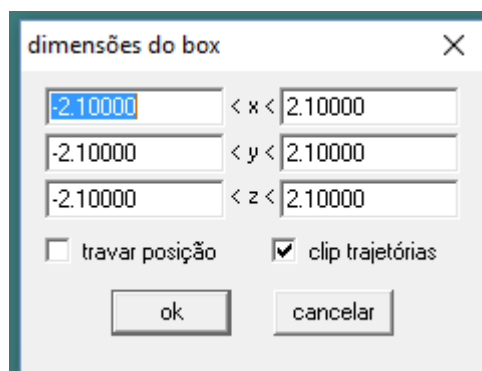 dimensões do box
-2.10000 < x < 2.10000
-2.10000 < y < 2.10000
-2.10000 < z < 2.10000
travar posição clip trajetórias
ok cancelar